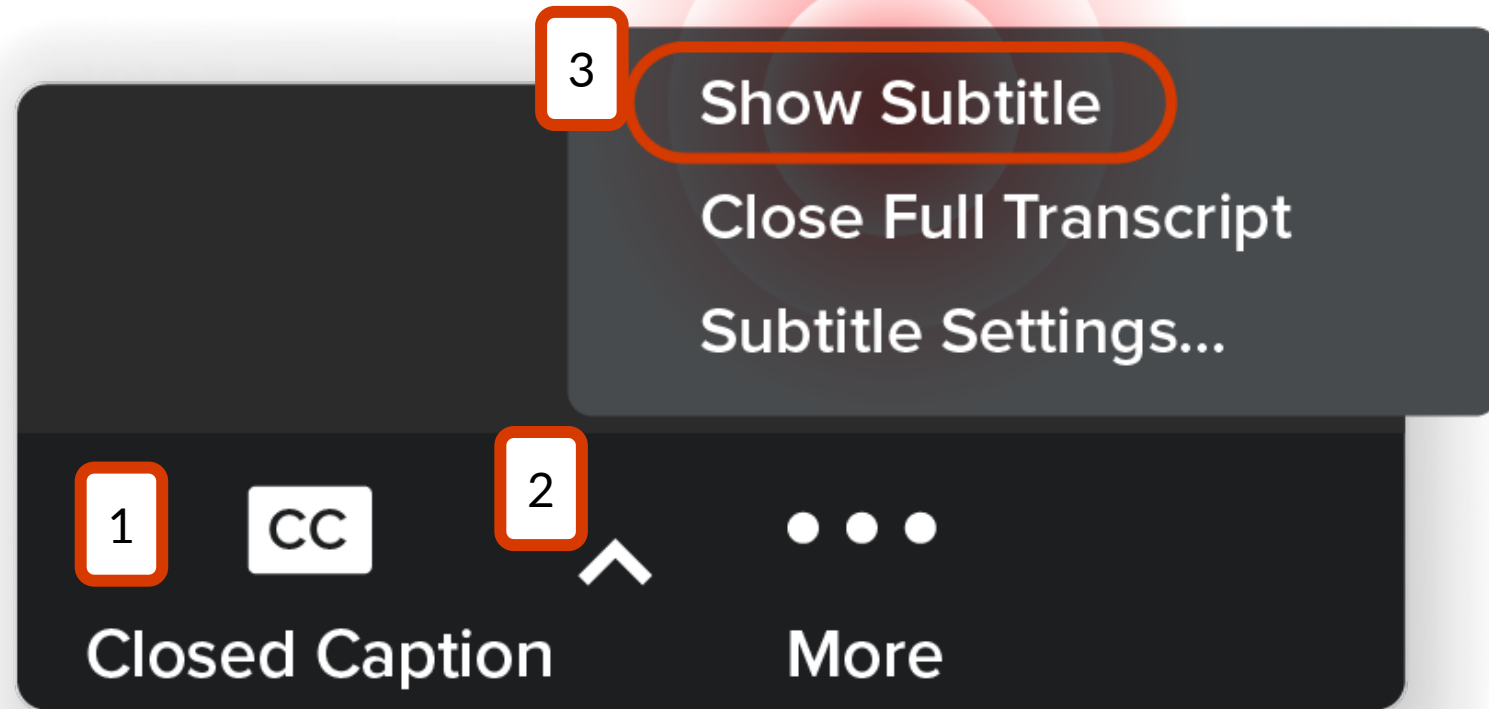 3
Show Subtitle
Close Full Transcript
Subtitle Settings...
1
CC
2
Closed Caption
More